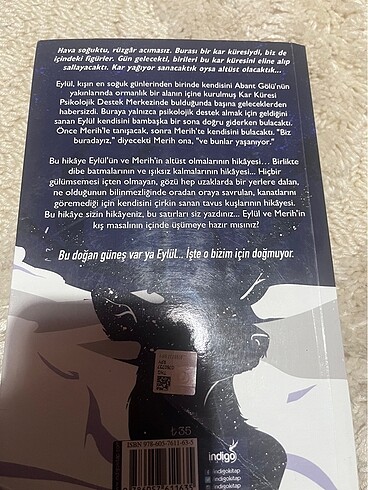 Hava soğuktu, rüzgâr acımasız. Burası bir kar küresiydi, biz de
içindeki figürler. Gün gelecekti, birileri bu kar küresini eline alıp
sallayacaktı. Kar yağıyor sanacaktık oysa altüst olacaktık...
Eylül, kışın en soğuk günlerinden birinde kendisini Abant Gölü'nün
yakınlarında ormanlık bir alanın içine kurulmuş Kar Küresi
Psikolojik Destek Merkezinde bulduğunda başına geleceklerden
habersizdi. Buraya yalnızca psikolojik destek almak için geldiğini
sanan Eylül kendisini bambaşka bir sona doğru giderken bulacaktı.
Önce Merih'le tanışacak, sonra Merih'te kendisini bulacaktı. "Biz
buradayız," diyecekti Merih ona, "ve bunlar yaşanıyor."
Bu hikâye Eylül'ün ve Merih'in altüst olmalarının hikâyesi... Birlikte
dibe batmalarının ve ışıksız kalmalarının hikâyesi... Hiçbir
gülümsemesi içten olmayan, gözü hep uzaklarda bir yerlere dalan,
ne olduğunun bilinmezliğinde oradan oraya savrulan, kanatlarını
göremediği için kendisini çirkin sanan tavus kuşlarının hikâyesi.
Bu hikâye sizin hikâyeniz, bu satırları siz yazdınız... Eylül ve Merih'in
kış masalının içinde üşümeye hazır mısınız?
Bu doğan güneş var ya Eylül... İşte o bizim için doğmuyor.
₺35
ISBN 978-605-7611-63-5
9786057611635
indigo
indigokitap
indigokitap
indigokitap